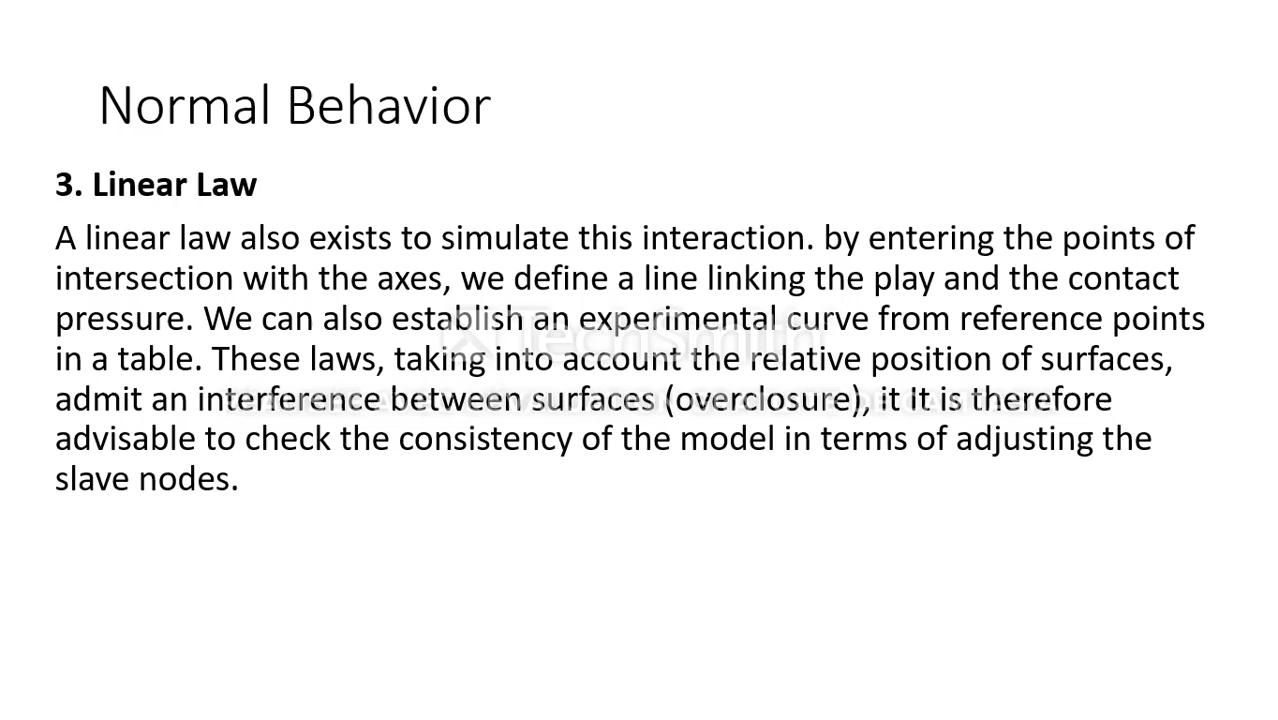 Normal Behavior
3. Linear Law
A linear law also exists to simulate this interaction. by entering the points of
intersection with the axes, we define a line linking the play and the contact
pressure. We can also establish an experimental curve from reference points
in a table. These laws, taking into account the relative position of surfaces,
TechSmith
admit an interference between surfaces (overclosure), it It is therefore
advisable to check the consistency of the model in terms of adjusting the
slave nodes.